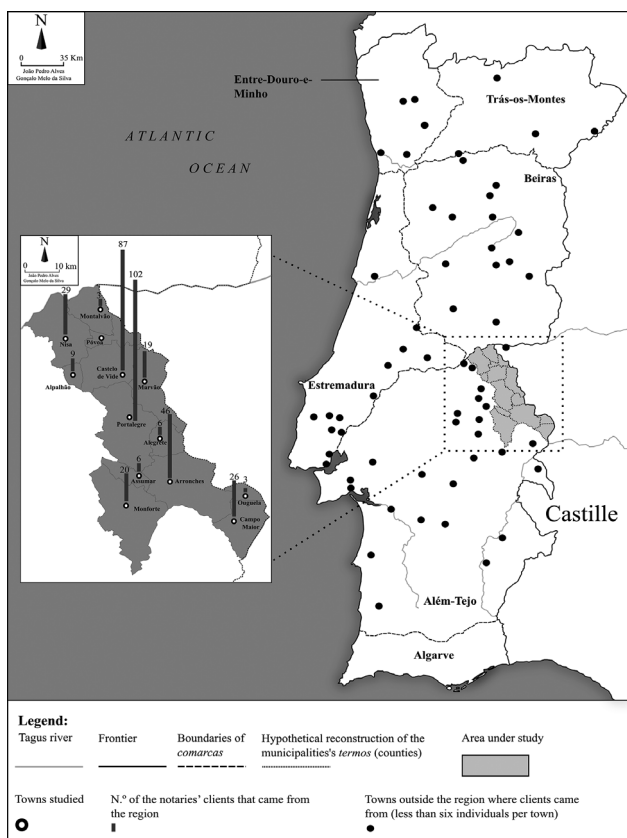 N
0 35 Km
João Pedro Alves
Gonçalo Melo da Silva
Entre-Douro-e-
Minho
Trás-os-Montes
ATLANTIC
OCEAN
Beiras
N
0 10 km
João Pedro Alves
Gonçalo Melo da Silva
87
102
29
Montalvão
Nisa
Póvoa
19
9
Castelo
de Vide
Alpalhão
Marvão
46
Portalegre
6
Alegrete
6
20
Assumar
Arronches
26
3
Ouguela
Monforte
Campo
Maior
Estremadura
Castille
Além-Tejo
Algarve
Legend:
Tagus river
Frontier
Boundaries of
comarcas
Hypothetical reconstruction of the
municipalities's termos (counties)
Area under study
Towns studied
N.º of the notaries' clients that came from
the region
Towns outside the region where clients came
from (less than six individuals per town)